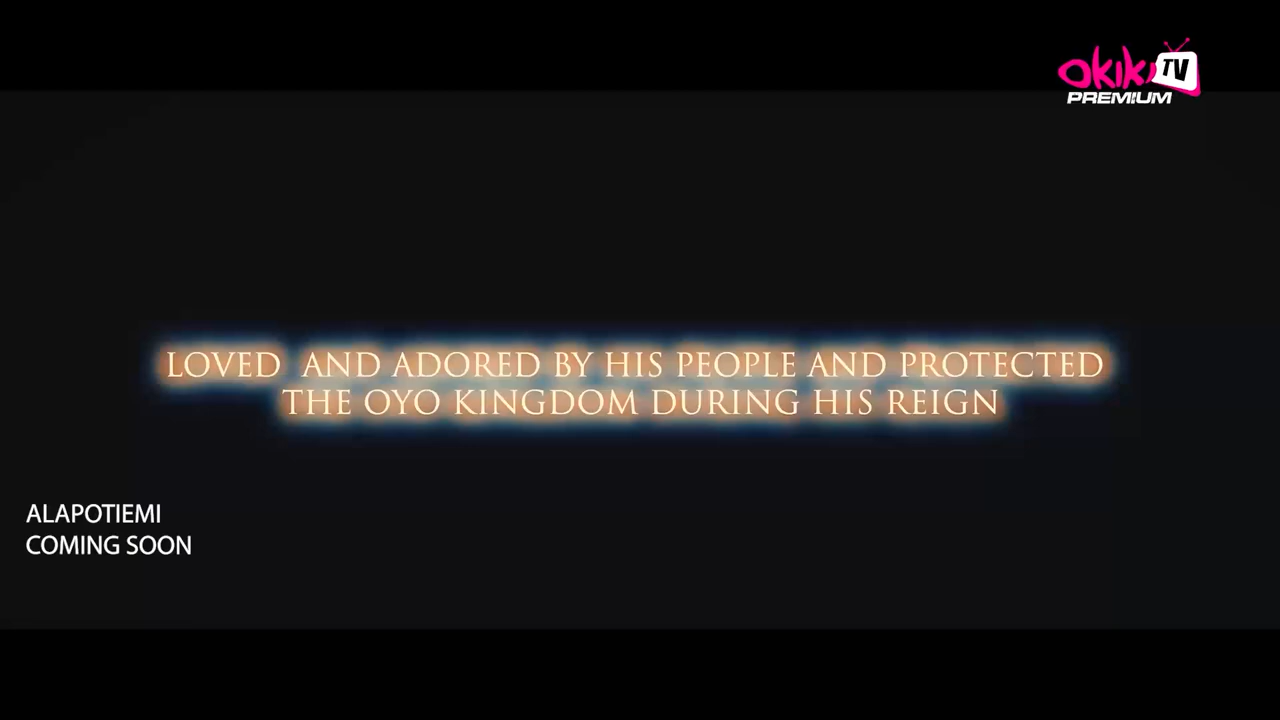 okiki TV
PREMIUM
LOVED AND ADORED BY HIS PEOPLE AND PROTECTED
THE OYO KINGDOM DURING HIS REIGN
ALAPOTIEMI
COMING SOON